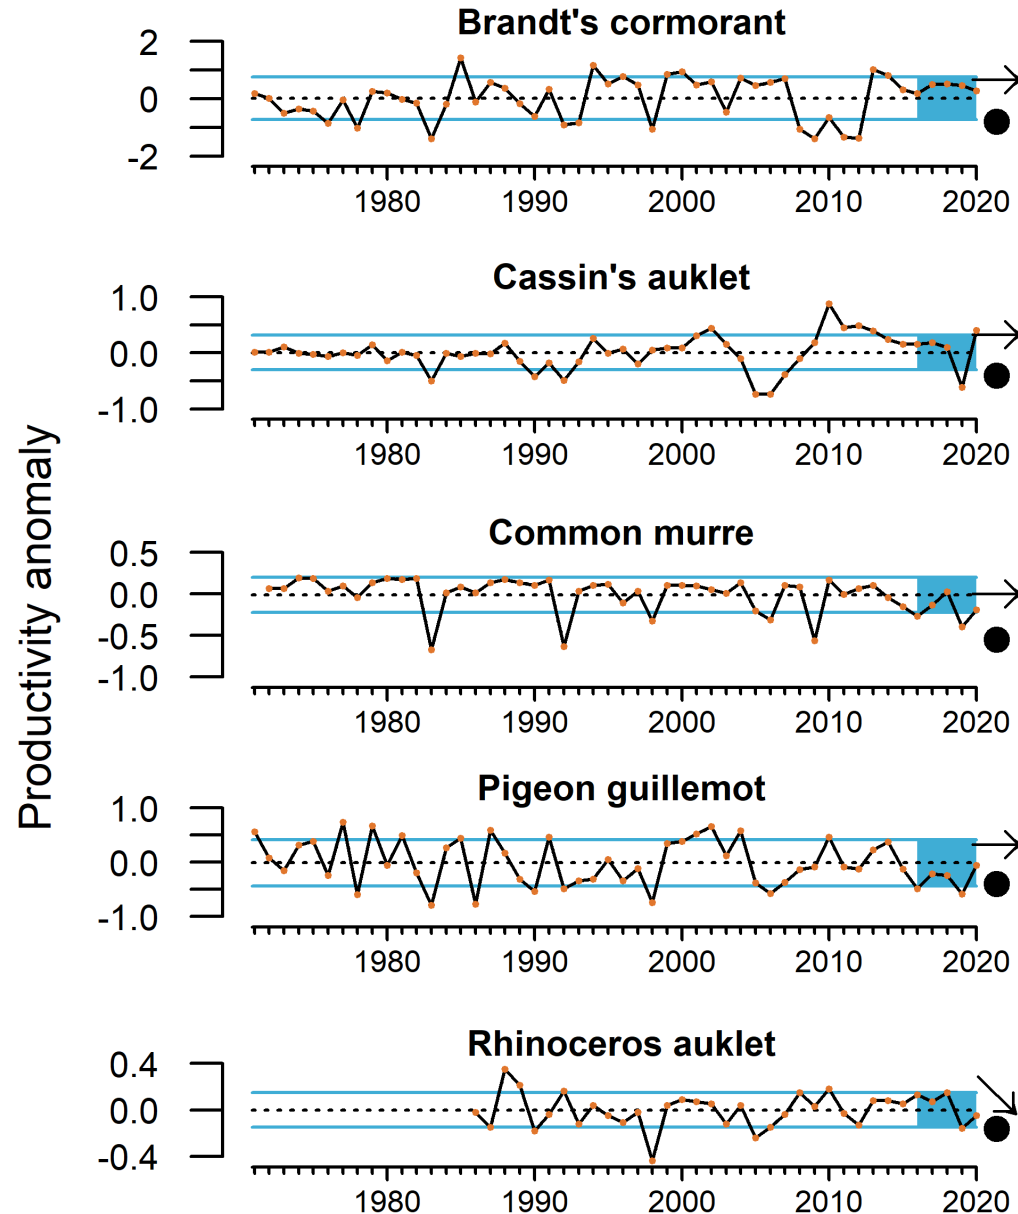 Productivity anomaly
Brandt's cormorant
2
0
-2
1980 1990 2000 2010 2020
Cassin's auklet
1.0
0.0
-1.0
1980 1990 2000 2010 2020
Common murre
0.5
0.0
-0.5
-1.0
1980 1990 2000 2010 2020
Pigeon guillemot
1.0
0.0
-1.0
1980 1990 2000 2010 2020
Rhinoceros auklet
0.4
0.0
-0.4
1980 1990 2000 2010 2020